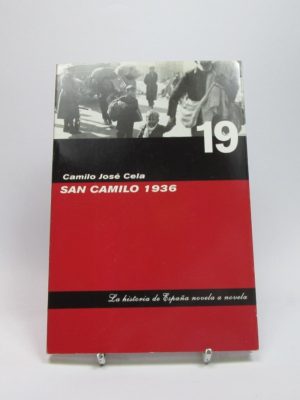 19
Camilo José Cela
SAN CAMILO 1936
La historia de España novela a novela